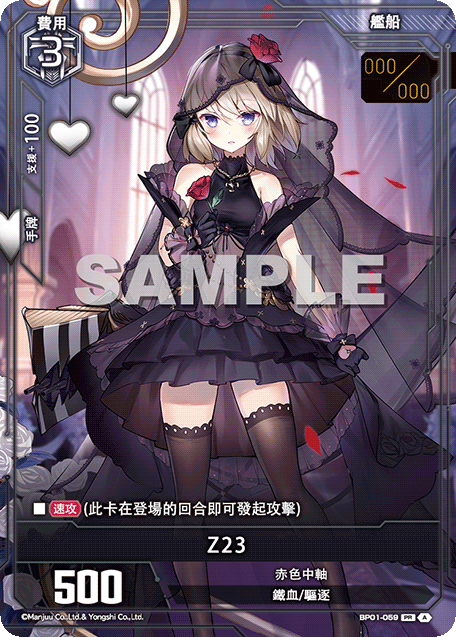 費用
3
艦船
000/000
支援+100
手牌
SAMPLE
■ 速攻 (此卡在登場的回合即可發起攻擊)
Z23
500
赤色中軸
鐵血/驅逐
©Manjuu Co.,Ltd.& Yongshi Co.,Ltd.
BP01-059 PR A